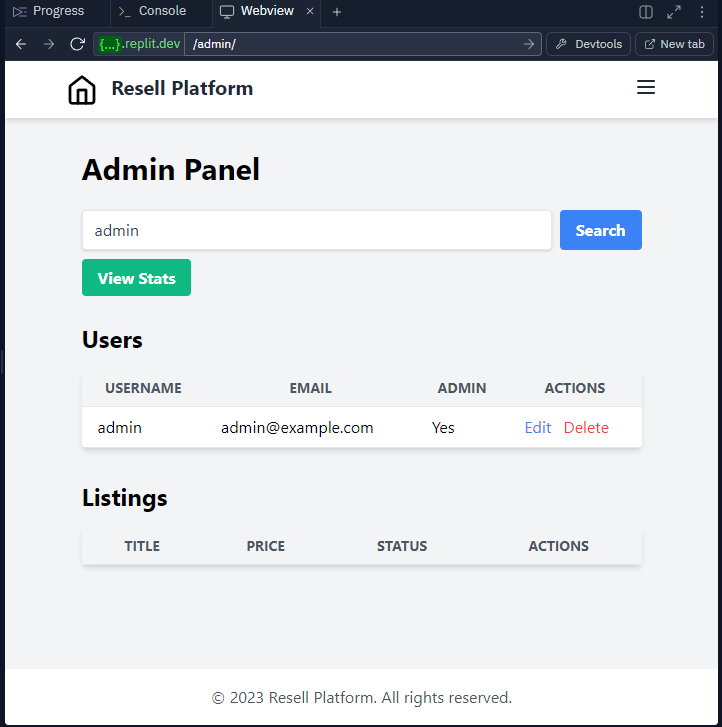 Progress Console Webview
{...}.replit.dev /admin/ Devtools New tab
Resell Platform
Admin Panel
admin Search
View Stats
Users
USERNAME EMAIL ADMIN ACTIONS
admin admin@example.com Yes Edit Delete
Listings
TITLE PRICE STATUS ACTIONS
© 2023 Resell Platform. All rights reserved.